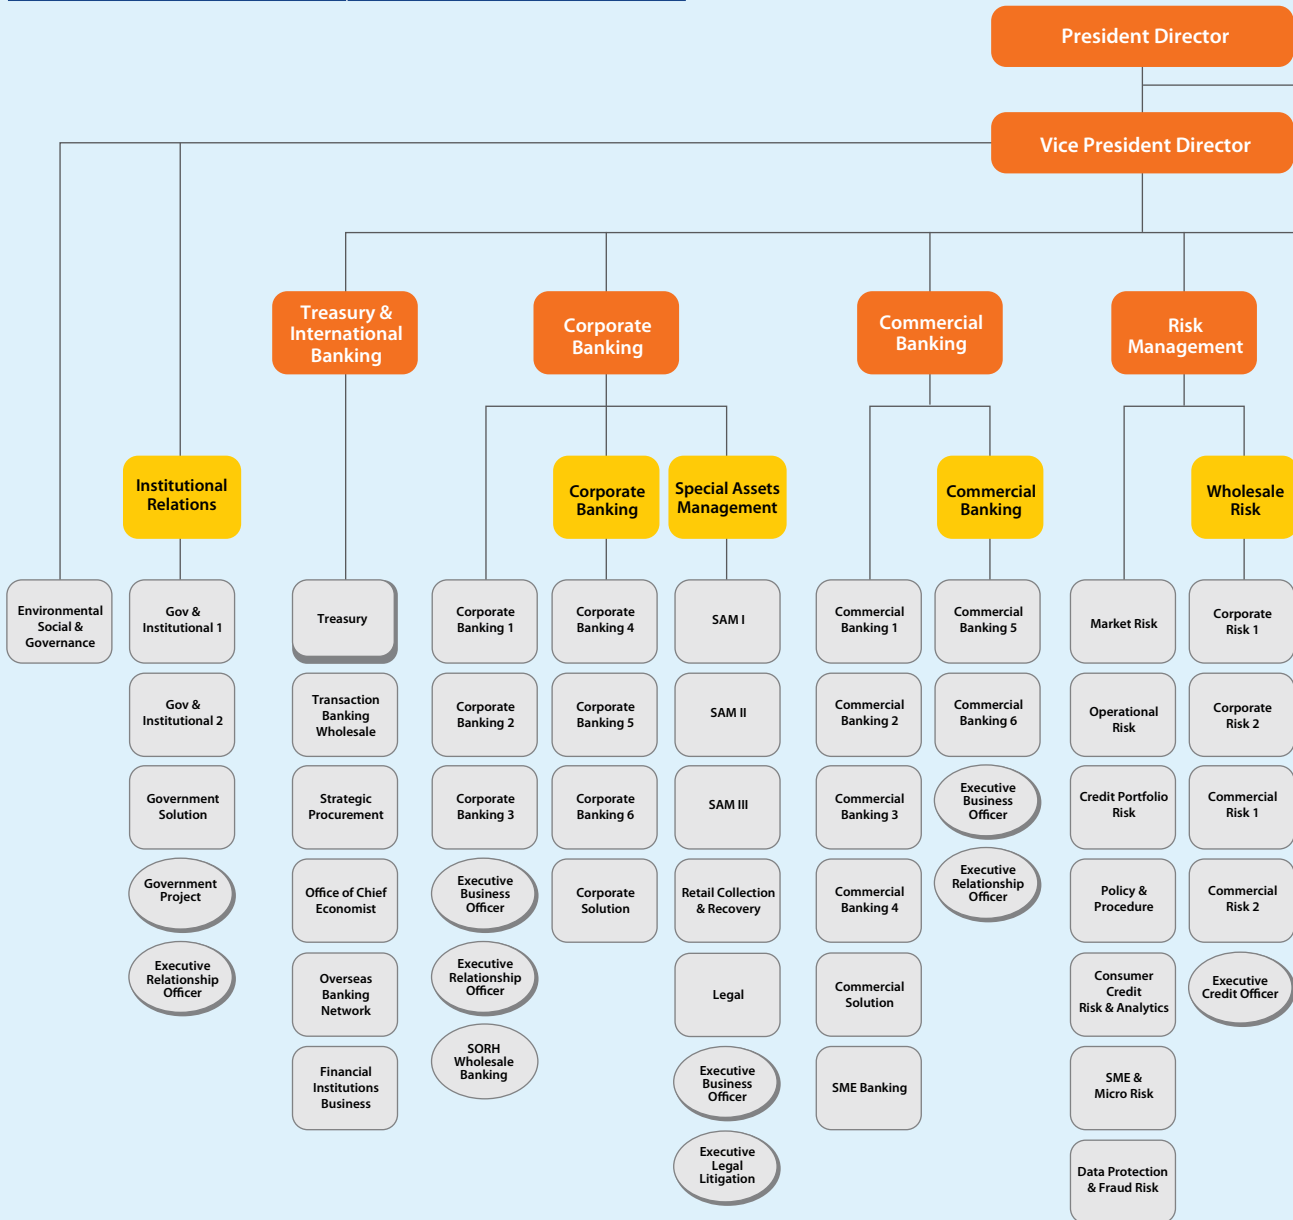 President Director
Vice President Director
Treasury &
International
Banking
Corporate
Banking
Commercial
Banking
Risk
Management
Institutional
Relations
Corporate
Banking
Special Assets
Management
Commercial
Banking
Wholesale
Risk
Environmental
Social &
Governance
Gov &
Institutional 1
Gov &
Institutional 2
Government
Solution
Government
Project
Executive
Relationship
Officer
Treasury
Transaction
Banking
Wholesale
Strategic
Procurement
Office of Chief
Economist
Overseas
Banking
Network
Financial
Institutions
Business
Corporate
Banking 1
Corporate
Banking 2
Corporate
Banking 3
Executive
Business
Officer
Executive
Relationship
Officer
SORH
Wholesale
Banking
Corporate
Banking 4
Corporate
Banking 5
Corporate
Banking 6
Corporate
Solution
SAM I
SAM II
SAM III
Retail Collection
& Recovery
Legal
Executive
Business
Officer
Executive
Legal
Litigation
Commercial
Banking 1
Commercial
Banking 2
Commercial
Banking 3
Commercial
Banking 4
Commercial
Solution
SME Banking
Commercial
Banking 5
Commercial
Banking 6
Executive
Business
Officer
Executive
Relationship
Officer
Market Risk
Operational
Risk
Credit Portfolio
Risk
Policy &
Procedure
Consumer
Credit
Risk & Analytics
SME &
Micro Risk
Data Protection
& Fraud Risk
Corporate
Risk 1
Corporate
Risk 2
Commercial
Risk 1
Commercial
Risk 2
Executive
Credit Officer